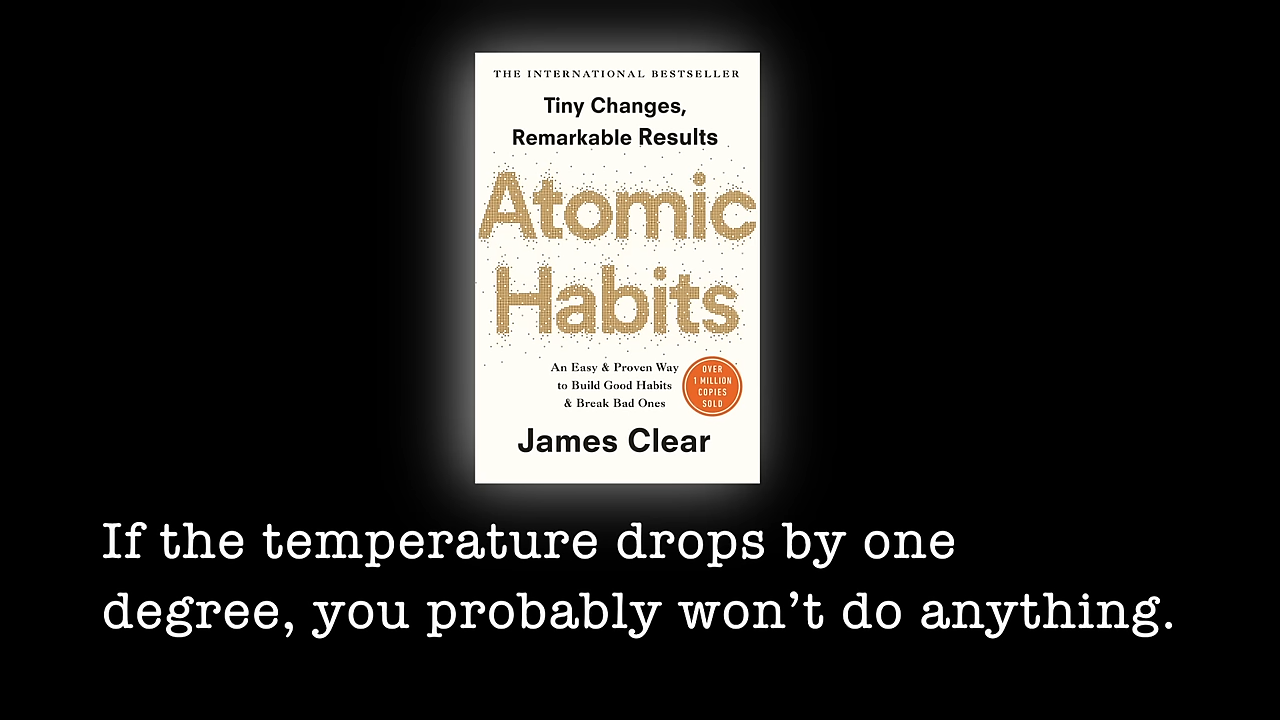 THE INTERNATIONAL BESTSELLER
Tiny Changes,
Remarkable Results
Atomic
Habits
An Easy & Proven Way
to Build Good Habits
& Break Bad Ones
OVER
1 MILLION
COPIES
SOLD
James Clear
If the temperature drops by one
degree, you probably won’t do anything.